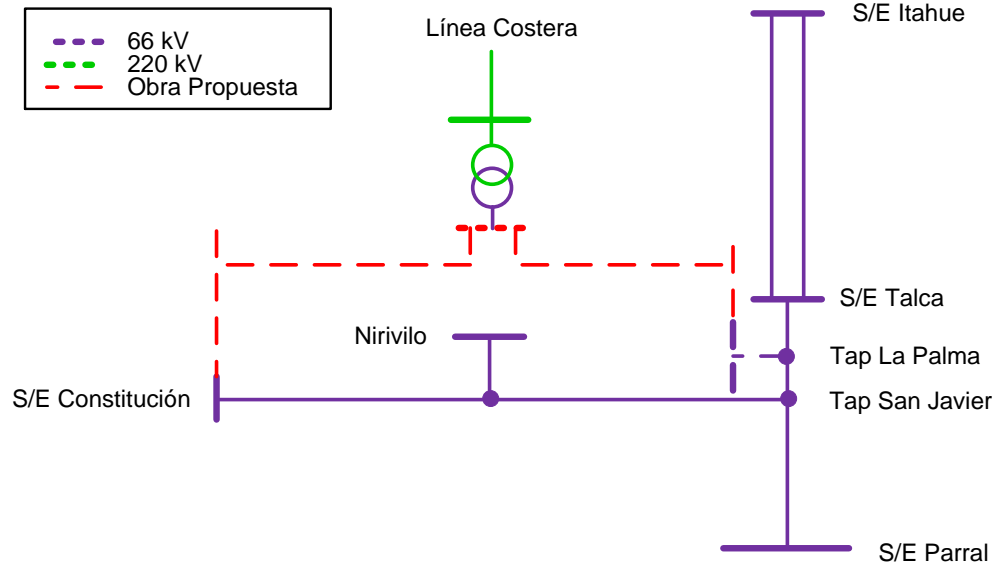 66 kV
220 kV
Obra Propuesta
Línea Costera
S/E Itahue
S/E Talca
Nirivilo
Tap La Palma
S/E Constitución
Tap San Javier
S/E Parral